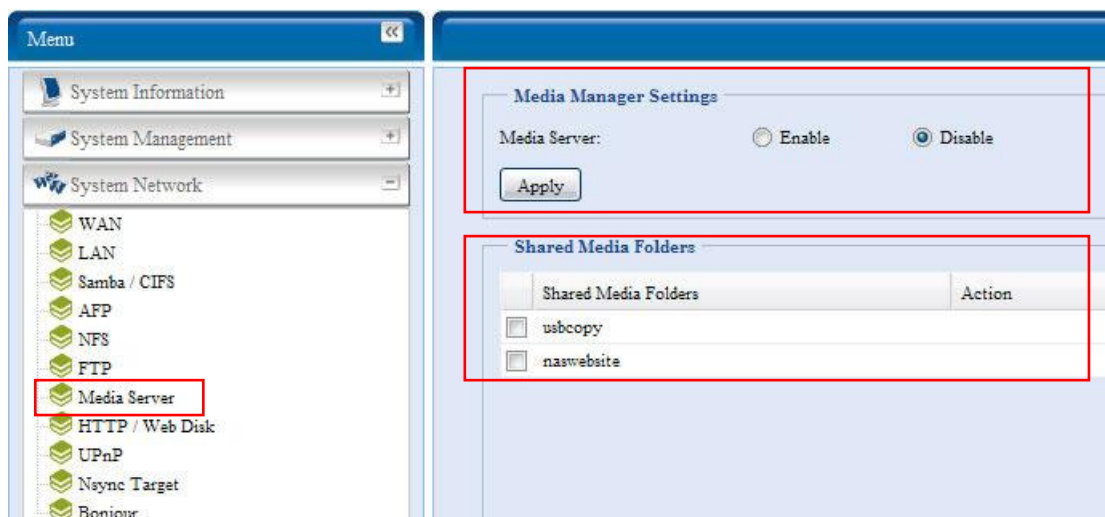 Menu
System Information
System Management
System Network
WAN
LAN
Samba / CIFS
AFP
NFS
FTP
Media Server
HTTP / Web Disk
UPnP
Nsync Target
Bonjour
Media Manager Settings
Media Server: Enable Disable
Apply
Shared Media Folders
Shared Media Folders Action
usbcopy
naswebsite